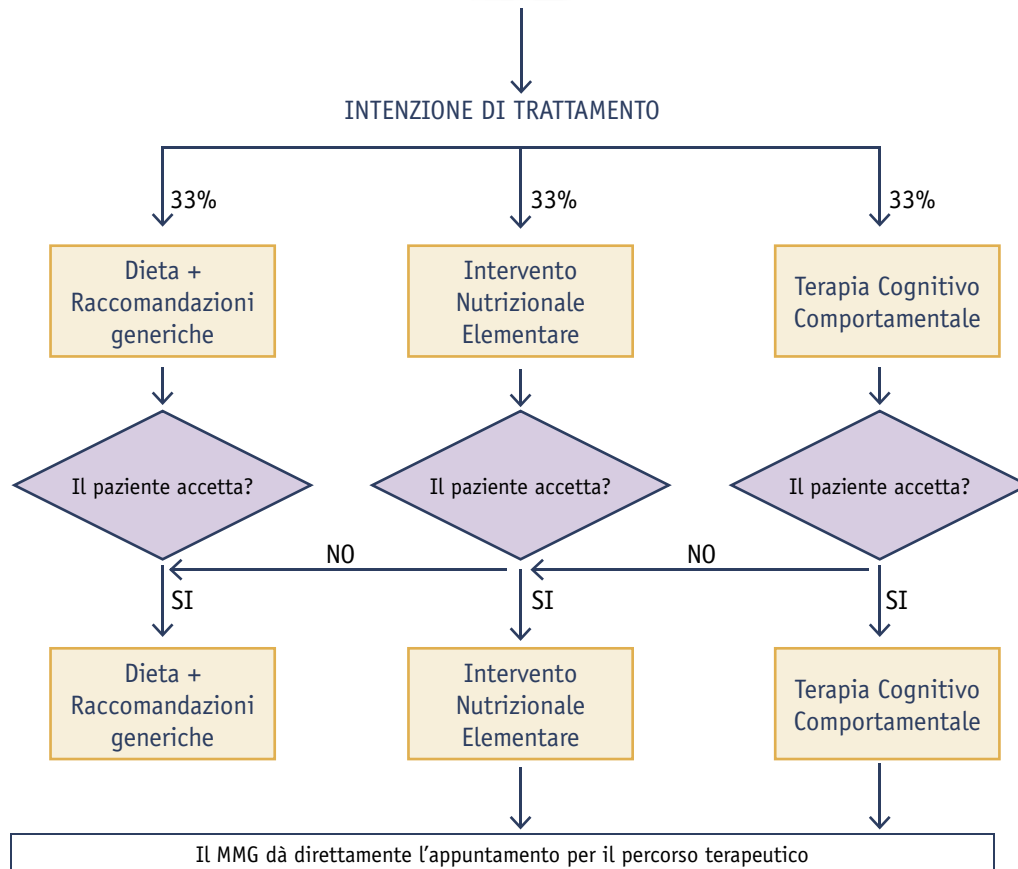 INTENZIONE DI TRATTAMENTO
33%
33%
33%
Dieta +
Raccomandazioni
generiche
Intervento
Nutrizionale
Elementare
Terapia Cognitivo
Comportamentale
Il paziente accetta?
Il paziente accetta?
Il paziente accetta?
NO
NO
SI
SI
SI
Dieta +
Raccomandazioni
generiche
Intervento
Nutrizionale
Elementare
Terapia Cognitivo
Comportamentale
Il MMG dà direttamente l'appuntamento per il percorso terapeutico